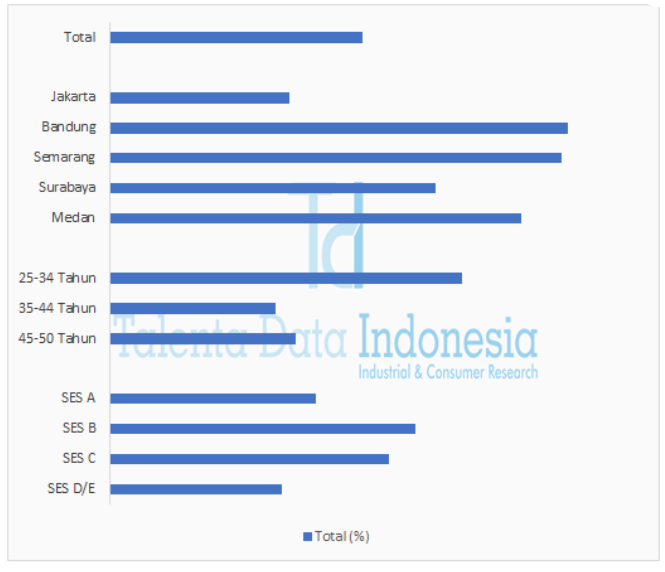 Total
Jakarta
Bandung
Semarang
Surabaya
Medan
Td
25-34 Tahun
35-44 Tahun
45-50 Tahun
Talenta Data Indonesia
Industrial & Consumer Research
SES A
SES B
SES C
SES D/E
Total (%)